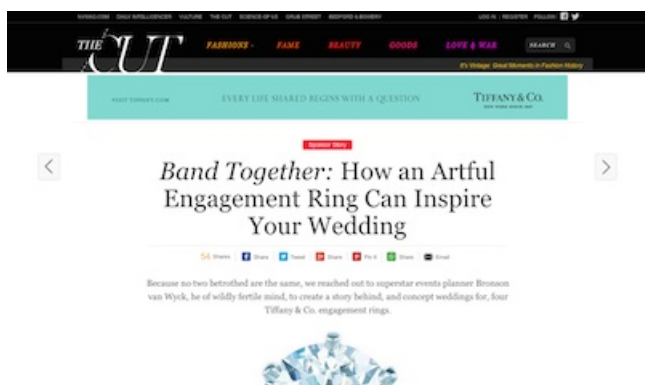 NYMAG.COM DAILY INTELLIGENCER VULTURE THE CUT SCIENCE OF US GRUB STREET BEDFORD & BOWERY LOG IN | REGISTER FOLLOW:
THE CUT
FASHIONS FAME BEAUTY GOODS LOVE & WAR SEARCH
It's Vintage: Great Moments in Fashion History
VISIT TIFFANY.COM EVERY LIFE SHARED BEGINS WITH A QUESTION TIFFANY & CO.
Sponsor Story
Band Together: How an Artful
Engagement Ring Can Inspire
Your Wedding
54 Shares Share Tweet Share Pin It Share Email
Because no two betrothed are the same, we reached out to superstar events planner Bronson
van Wyck, he of wildly fertile mind, to create a story behind, and concept weddings for, four
Tiffany & Co. engagement rings.